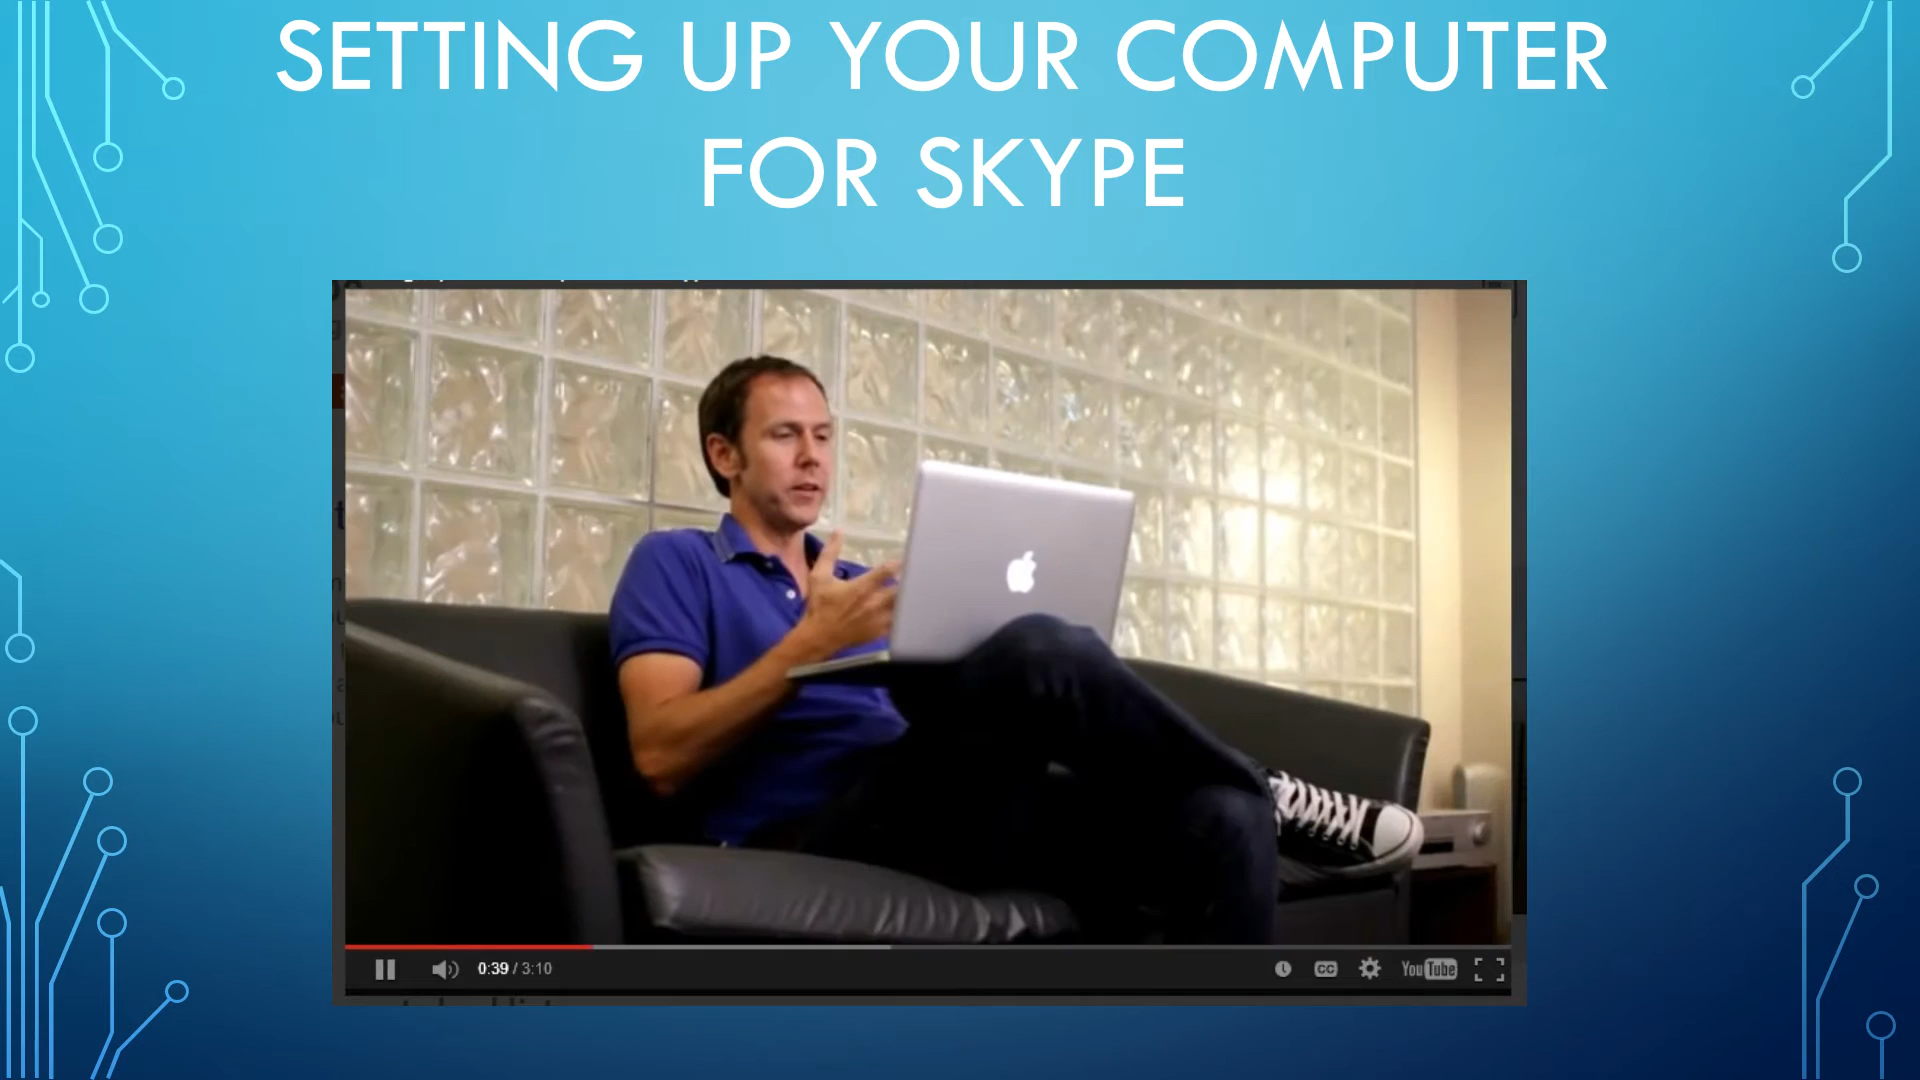 SETTING UP YOUR COMPUTER
FOR SKYPE
0:39 / 3:10
CC
YouTube